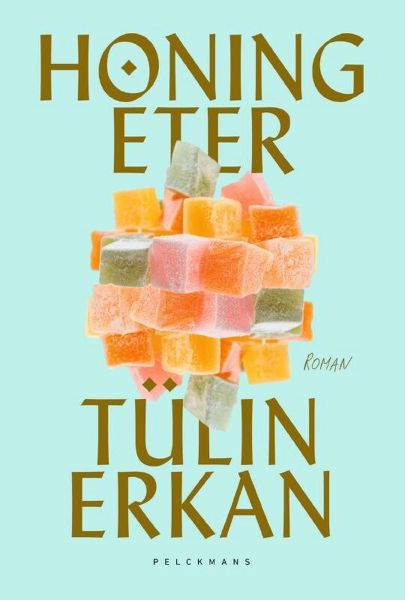 HONING
ETER
ROMAN
TÜLIN
ERKAN
PELCKMANS